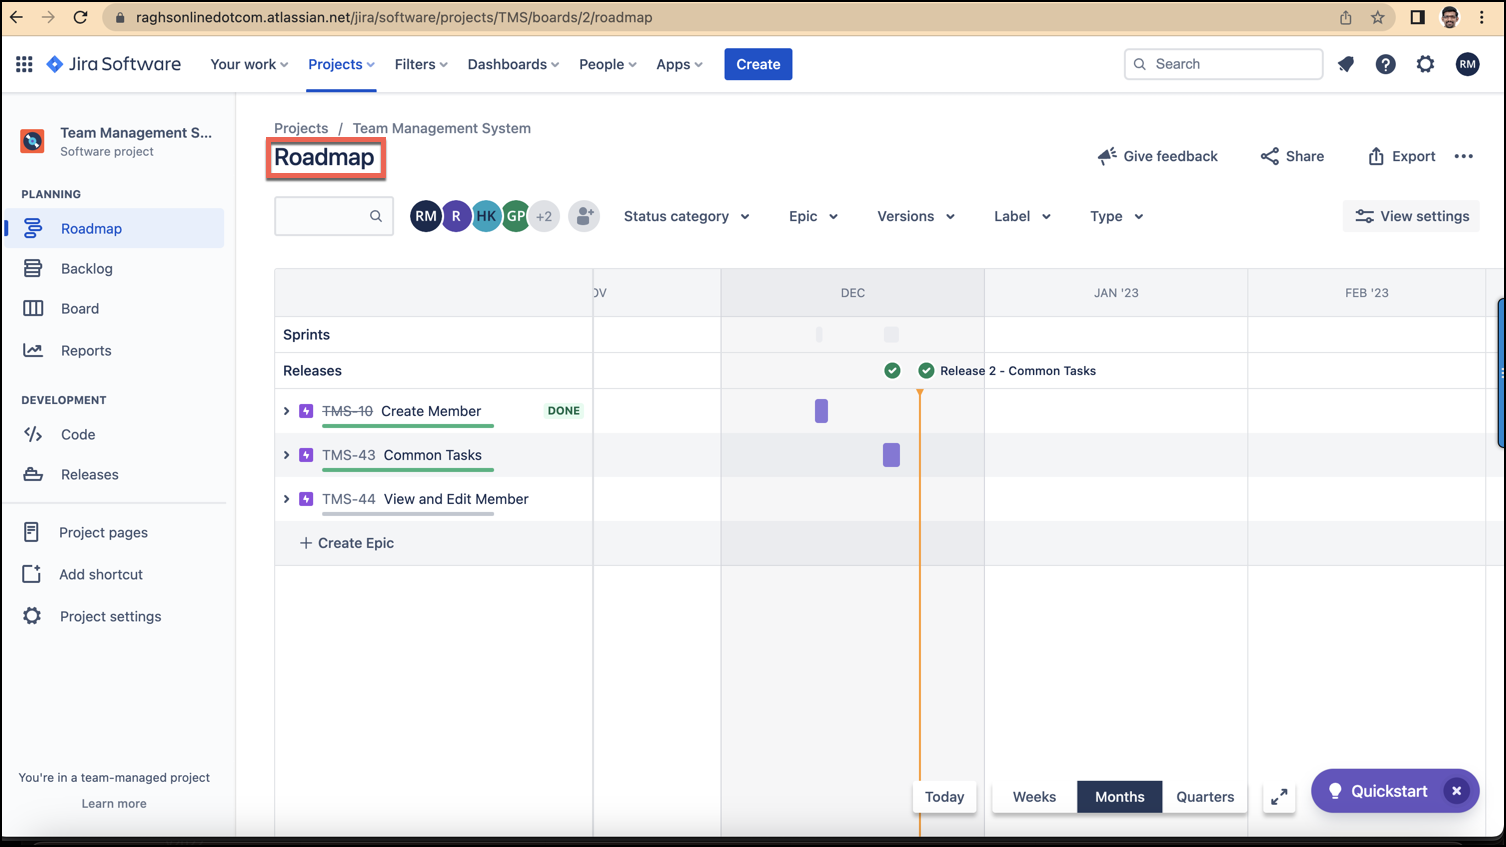 raghsonlinedotcom.atlassian.net/jira/software/projects/TMS/boards/2/roadmap
Jira Software Your work Projects Filters Dashboards People Apps Create Search RM
Team Management S...
Software project
PLANNING
Roadmap
Backlog
Board
Reports
DEVELOPMENT
Code
Releases
Project pages
Add shortcut
Project settings
You're in a team-managed project
Learn more
Projects / Team Management System
Roadmap
Give feedback Share Export
RM R HK GP +2 Status category Epic Versions Label Type View settings
OV DEC JAN '23 FEB '23
Sprints
Releases Release 2 - Common Tasks
TMS-10 Create Member DONE
TMS-43 Common Tasks
TMS-44 View and Edit Member
+ Create Epic
Today Weeks Months Quarters Quickstart